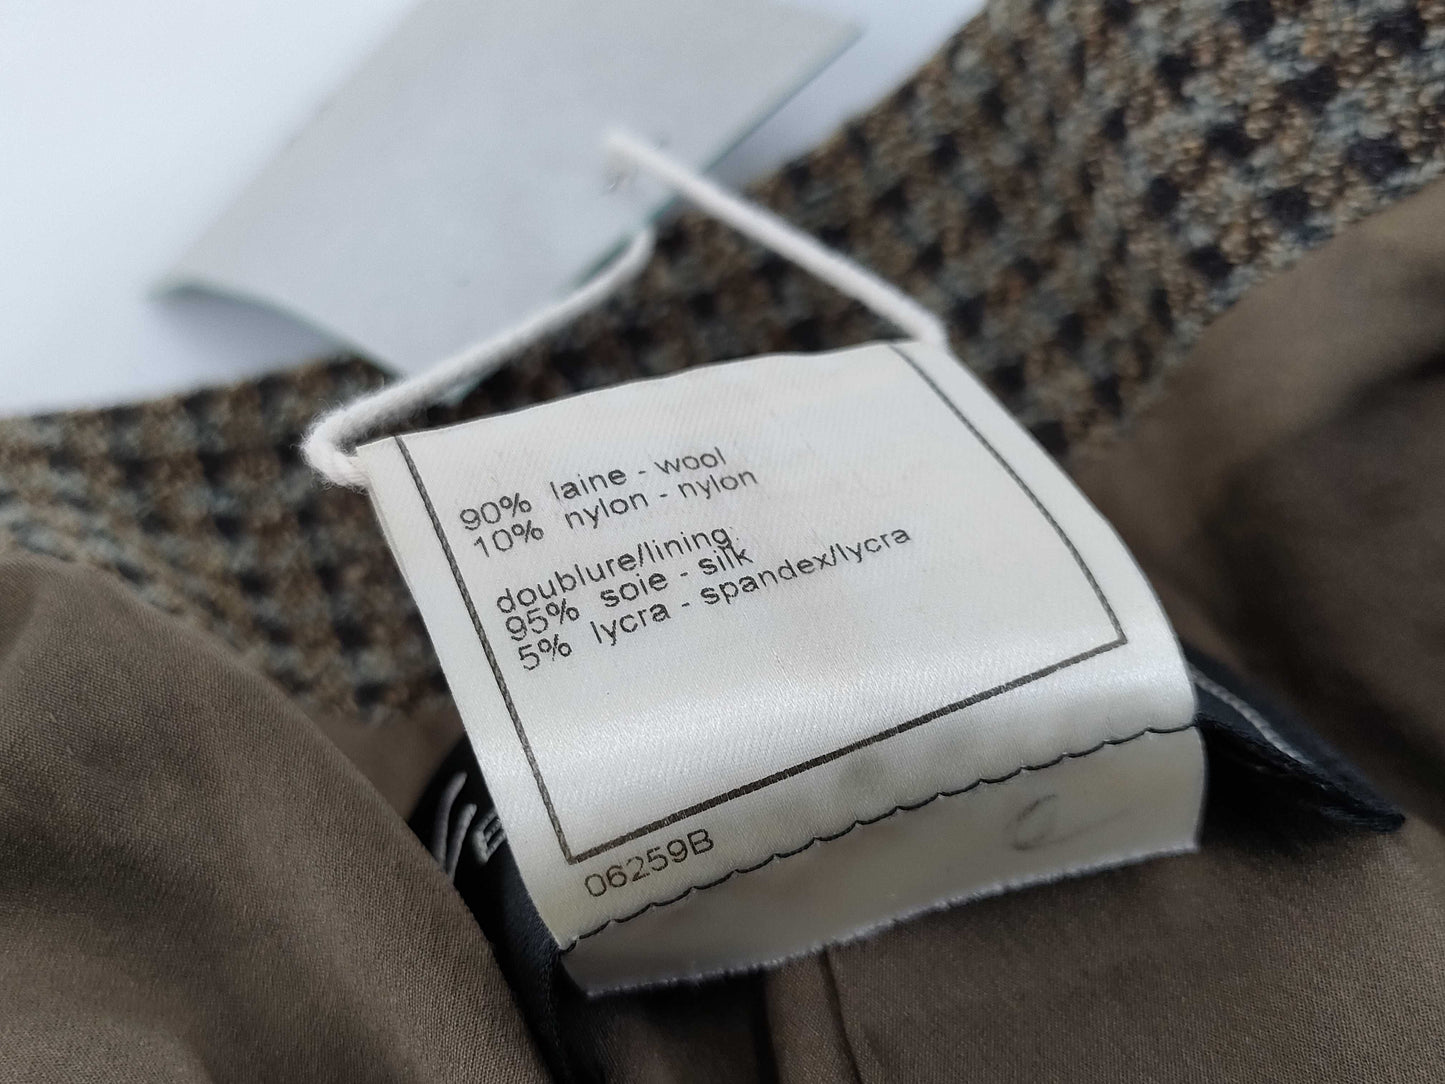 90% laine - wool
10% nylon - nylon
doublure/lining:
95% soie - silk
5% lycra - spandex/lycra
06259B